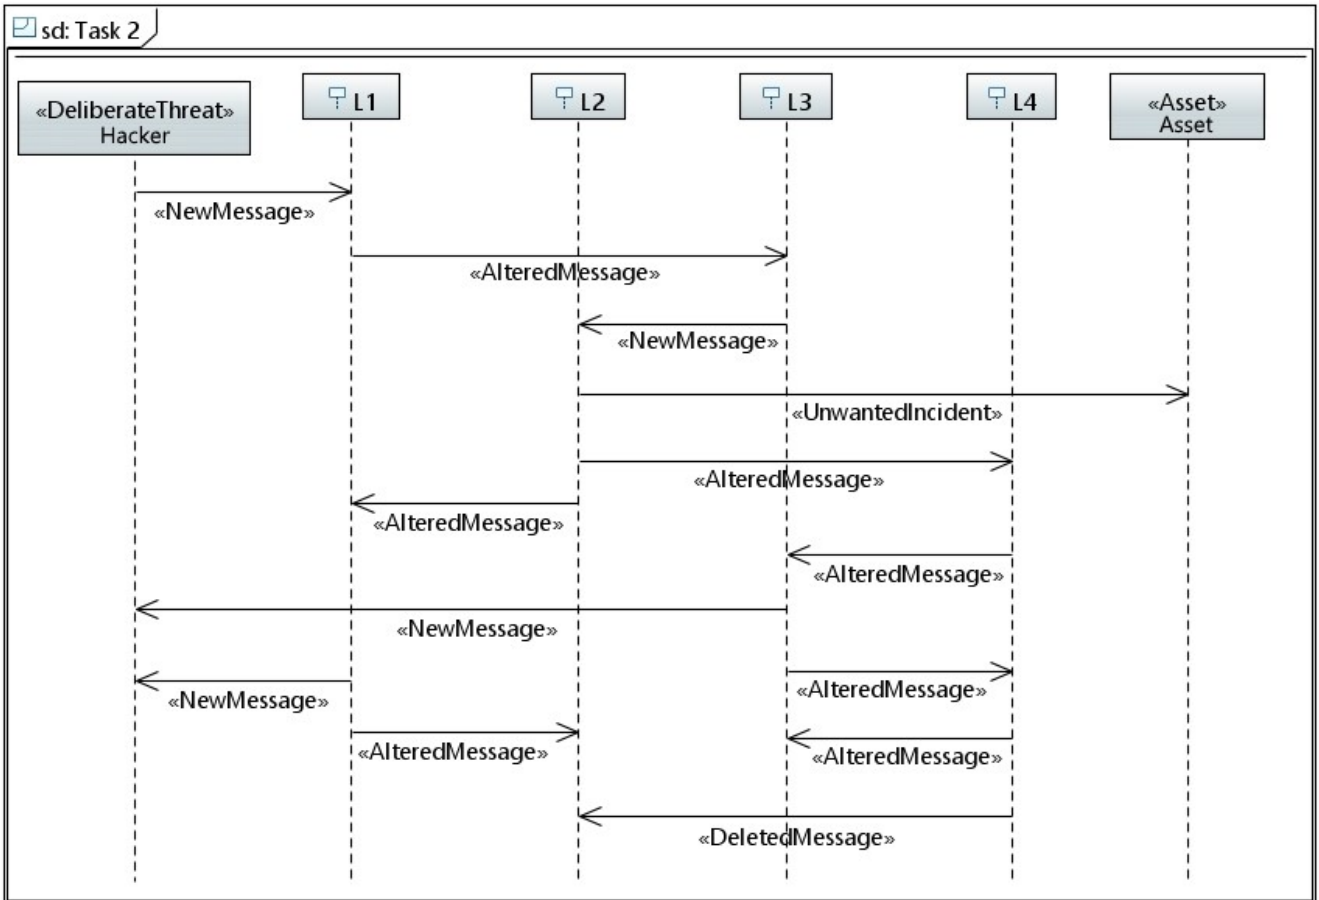 sd: Task 2
«DeliberateThreat»
Hacker
L1
L2
L3
L4
«Asset»
Asset
«NewMessage»
«AlteredMessage»
«NewMessage»
«UnwantedIncident»
«AlteredMessage»
«AlteredMessage»
«AlteredMessage»
«NewMessage»
«AlteredMessage»
«NewMessage»
«AlteredMessage»
«AlteredMessage»
«DeletedMessage»